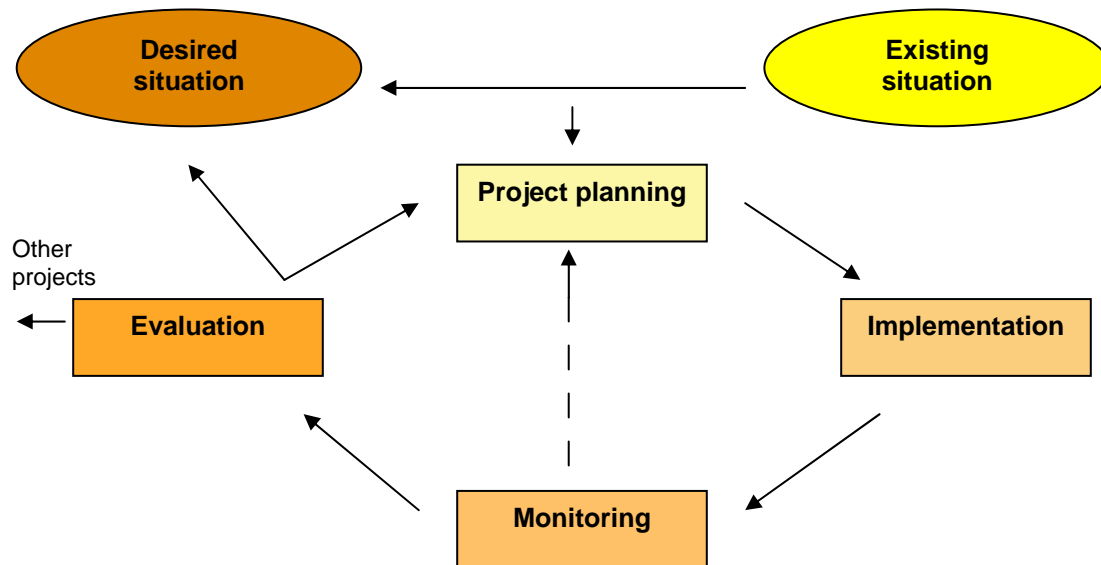 Desired
situation
Existing
situation
Project planning
Other
projects
Evaluation
Implementation
Monitoring